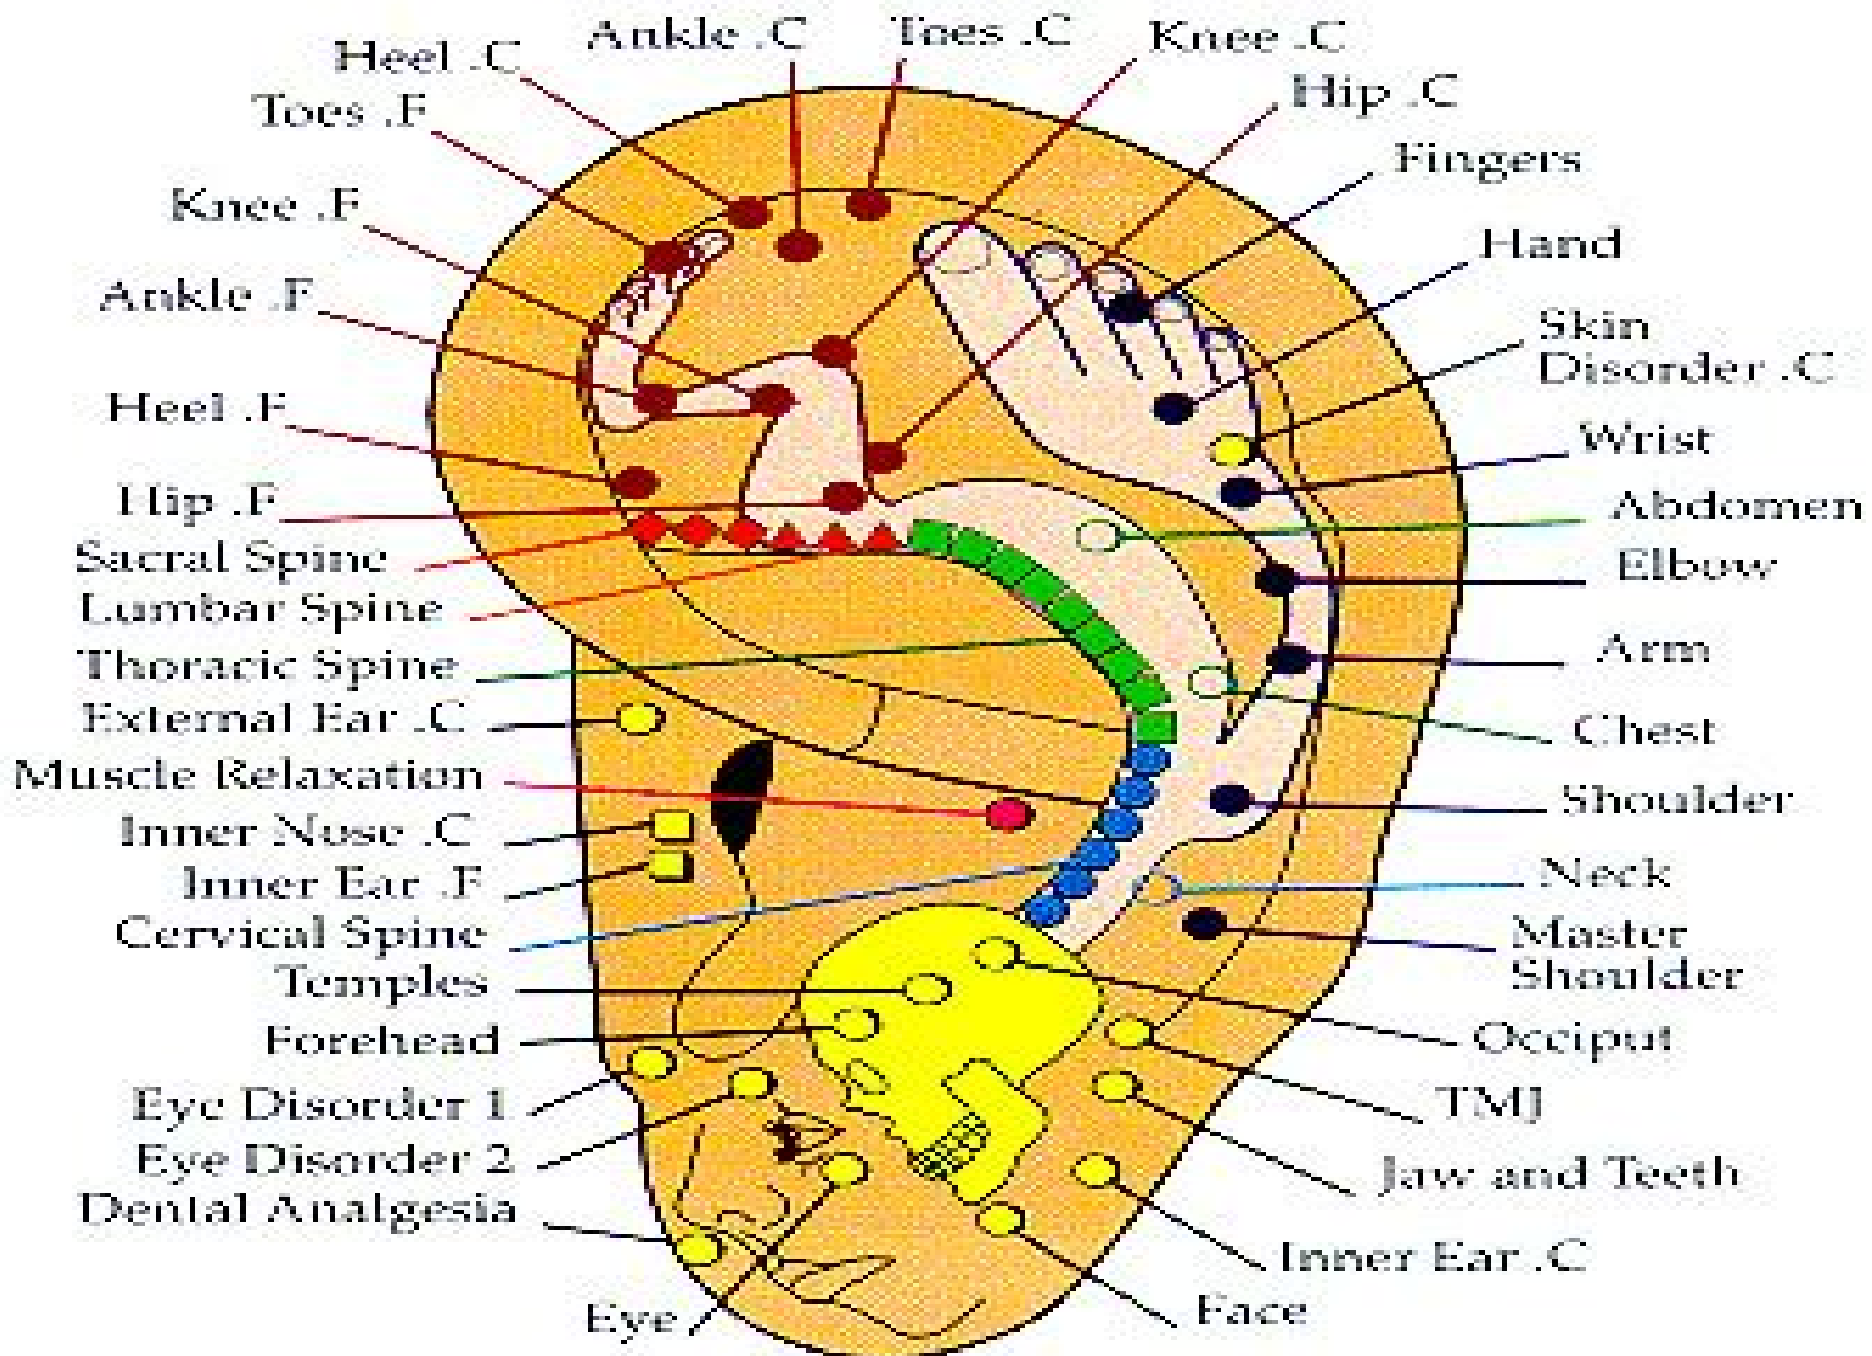 Ankle .C
Toes .C
Knee .C
Heel .C
Hip .C
Toes .F
Fingers
Knee .F
Hand
Ankle .F
Skin
Disorder .C
Heel .F
Wrist
Hip .F
Abdomen
Sacral Spine
Elbow
Lumbar Spine
Arm
Thoracic Spine
External Ear .C
Chest
Muscle Relaxation
Shoulder
Inner Nose .C
Inner Ear .F
Neck
Cervical Spine
Master
Shoulder
Temples
Forehead
Occiput
Eye Disorder 1
TMJ
Eye Disorder 2
Jaw and Teeth
Dental Analgesia
Inner Ear .C
Eye
Face